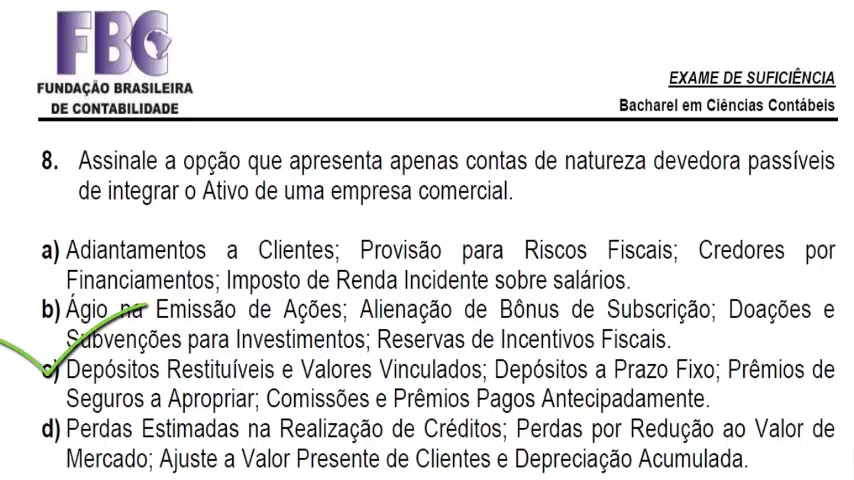 FBC
FUNDAÇÃO BRASILEIRA
DE CONTABILIDADE
EXAME DE SUFICIÊNCIA
Bacharel em Ciências Contábeis
8. Assinale a opção que apresenta apenas contas de natureza devedora passíveis
de integrar o Ativo de uma empresa comercial.
a) Adiantamentos a Clientes; Provisão para Riscos Fiscais; Credores por
Financiamentos; Imposto de Renda Incidente sobre salários.
b) Ágio na Emissão de Ações; Alienação de Bônus de Subscrição; Doações e
Subvenções para Investimentos; Reservas de Incentivos Fiscais.
c) Depósitos Restituíveis e Valores Vinculados; Depósitos a Prazo Fixo; Prêmios de
Seguros a Apropriar; Comissões e Prêmios Pagos Antecipadamente.
d) Perdas Estimadas na Realização de Créditos; Perdas por Redução ao Valor de
Mercado; Ajuste a Valor Presente de Clientes e Depreciação Acumulada.